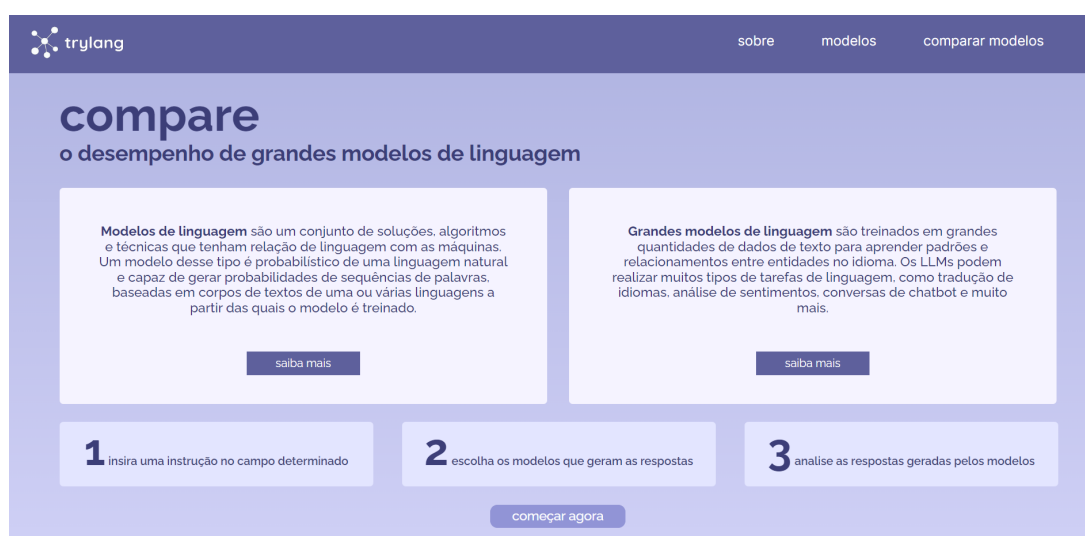 trylang
sobre modelos comparar modelos
compare
o desempenho de grandes modelos de linguagem
Modelos de linguagem são um conjunto de soluções, algoritmos
e técnicas que tenham relação de linguagem com as máquinas.
Um modelo desse tipo é probabilístico de uma linguagem natural
e capaz de gerar probabilidades de sequências de palavras,
baseadas em corpos de textos de uma ou várias linguagens a
partir das quais o modelo é treinado.
saiba mais
Grandes modelos de linguagem são treinados em grandes
quantidades de dados de texto para aprender padrões e
relacionamentos entre entidades no idioma. Os LLMs podem
realizar muitos tipos de tarefas de linguagem, como tradução de
idiomas, análise de sentimentos, conversas de chatbot e muito
mais.
saiba mais
1 insira uma instrução no campo determinado
2 escolha os modelos que geram as respostas
3 analise as respostas geradas pelos modelos
começar agora